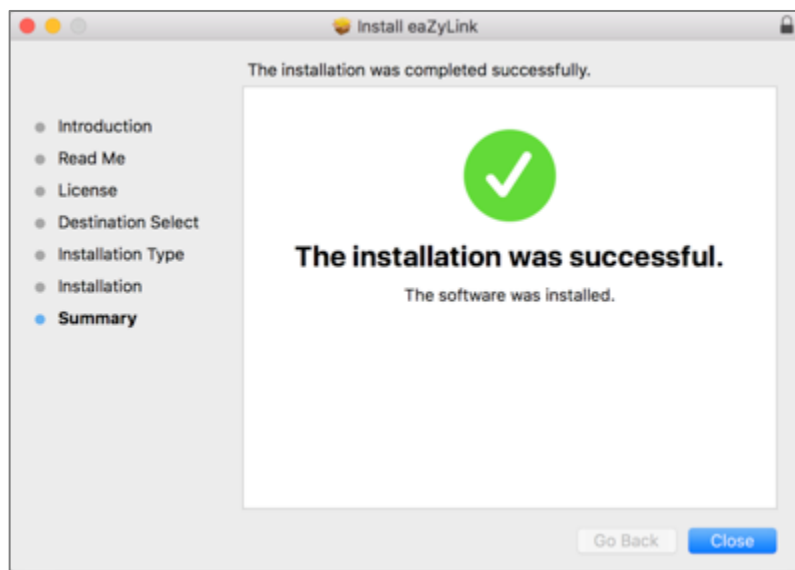 Install eaZyLink
The installation was completed successfully.
Introduction
Read Me
License
Destination Select
Installation Type
Installation
Summary
The installation was successful.
The software was installed.
Go Back
Close